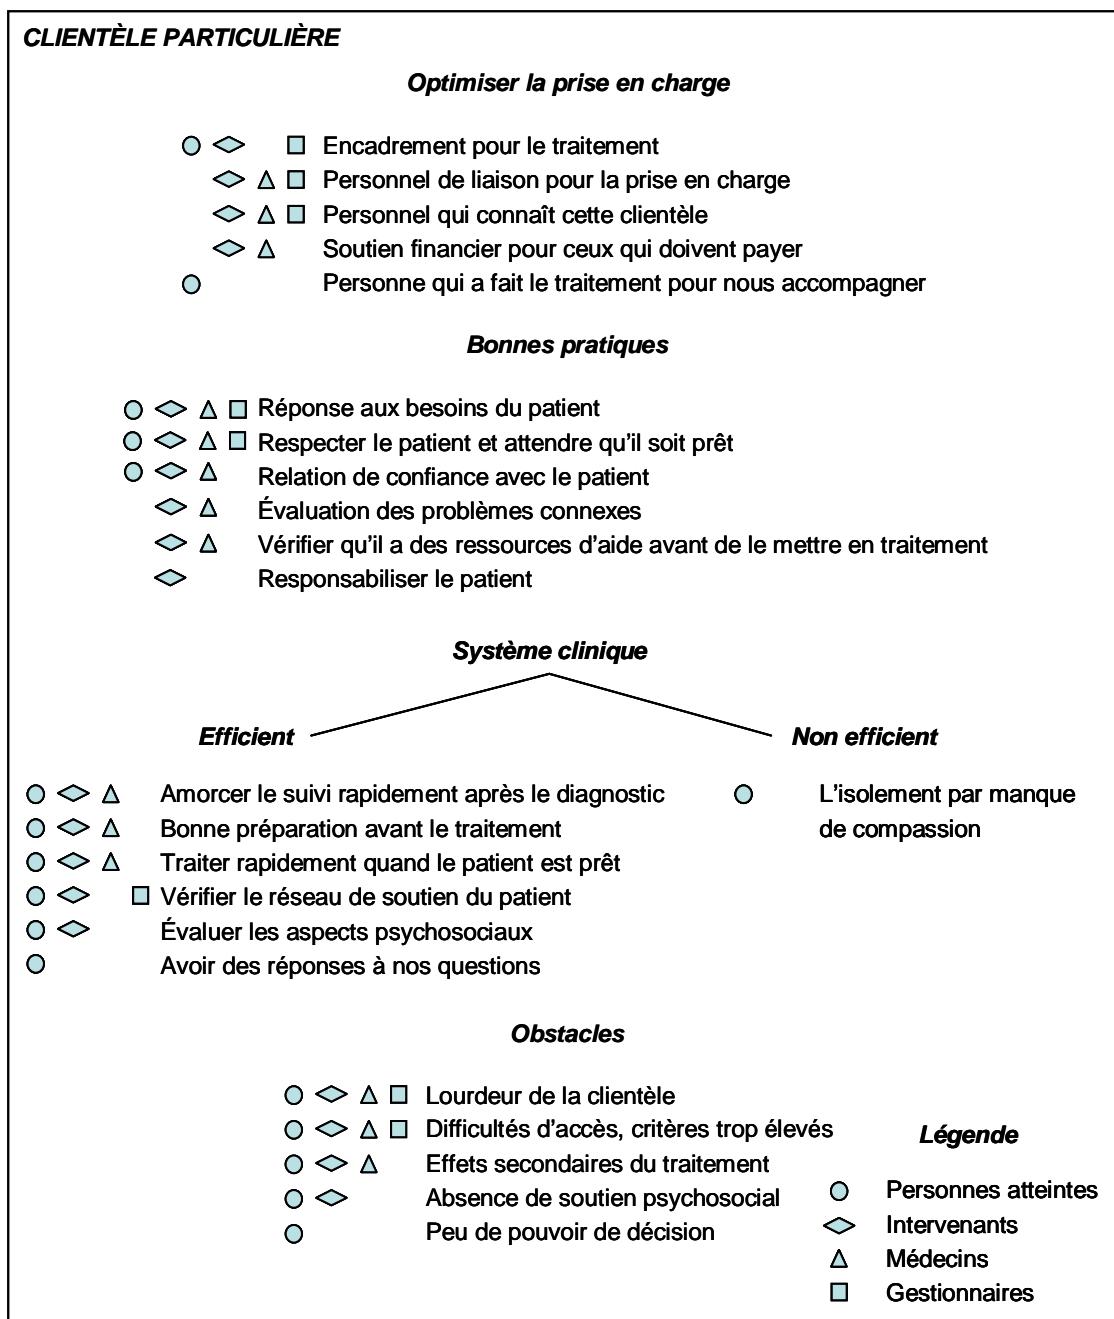 CLIENTÈLE PARTICULIÈRE
Optimiser la prise en charge
Encadrement pour le traitement
Personnel de liaison pour la prise en charge
Personnel qui connaît cette clientèle
Soutien financier pour ceux qui doivent payer
Personne qui a fait le traitement pour nous accompagner
Bonnes pratiques
Réponse aux besoins du patient
Respecter le patient et attendre qu'il soit prêt
Relation de confiance avec le patient
Évaluation des problèmes connexes
Vérifier qu'il a des ressources d'aide avant de le mettre en traitement
Responsabiliser le patient
Système clinique
Efficient
Amorcer le suivi rapidement après le diagnostic
Bonne préparation avant le traitement
Traiter rapidement quand le patient est prêt
Vérifier le réseau de soutien du patient
Évaluer les aspects psychosociaux
Avoir des réponses à nos questions
Non efficient
L'isolement par manque
de compassion
Obstacles
Lourdeur de la clientèle
Difficultés d'accès, critères trop élevés
Effets secondaires du traitement
Absence de soutien psychosocial
Peu de pouvoir de décision
Légende
Personnes atteintes
Intervenants
Médecins
Gestionnaires